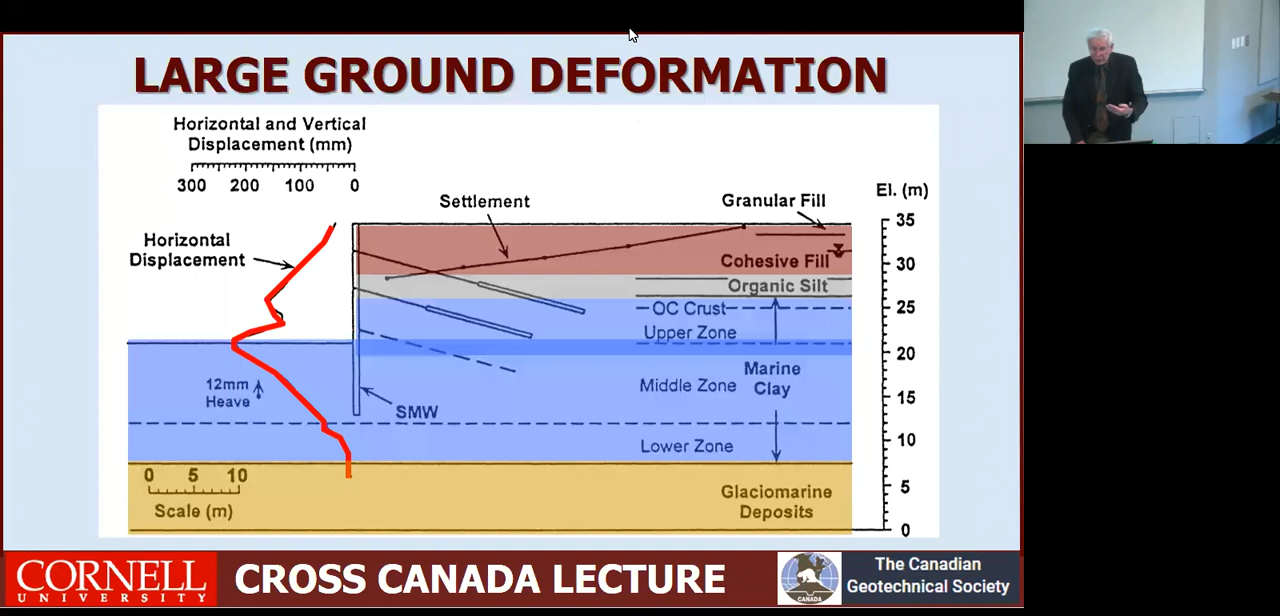 LARGE GROUND DEFORMATION
Horizontal and Vertical
Displacement (mm)
300 200 100 0
Horizontal
Displacement
Settlement
Granular Fill
El. (m)
35
Cohesive Fill
30
Organic Silt
OC Crust
25
Upper Zone
20
Marine
Clay
Middle Zone
12mm
Heave
15
SMW
10
Lower Zone
0 5 10
Scale (m)
Glaciomarine
Deposits
5
0
CORNELL
UNIVERSITY
CROSS CANADA LECTURE
CANADA
The Canadian
Geotechnical Society